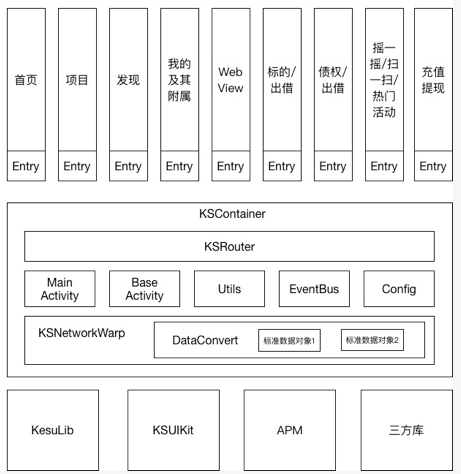 首页
项目
发现
我的
及其
附属
Web
View
标的/
出借
债权/
出借
摇一
摇/扫
一扫/
热门
活动
充值
提现
Entry
Entry
Entry
Entry
Entry
Entry
Entry
Entry
Entry
KSContainer
KSRouter
Main
Activity
Base
Activity
Utils
EventBus
Config
KSNetworkWarp
DataConvert
标准数据对象1
标准数据对象2
KesuLib
KSUIKit
APM
三方库